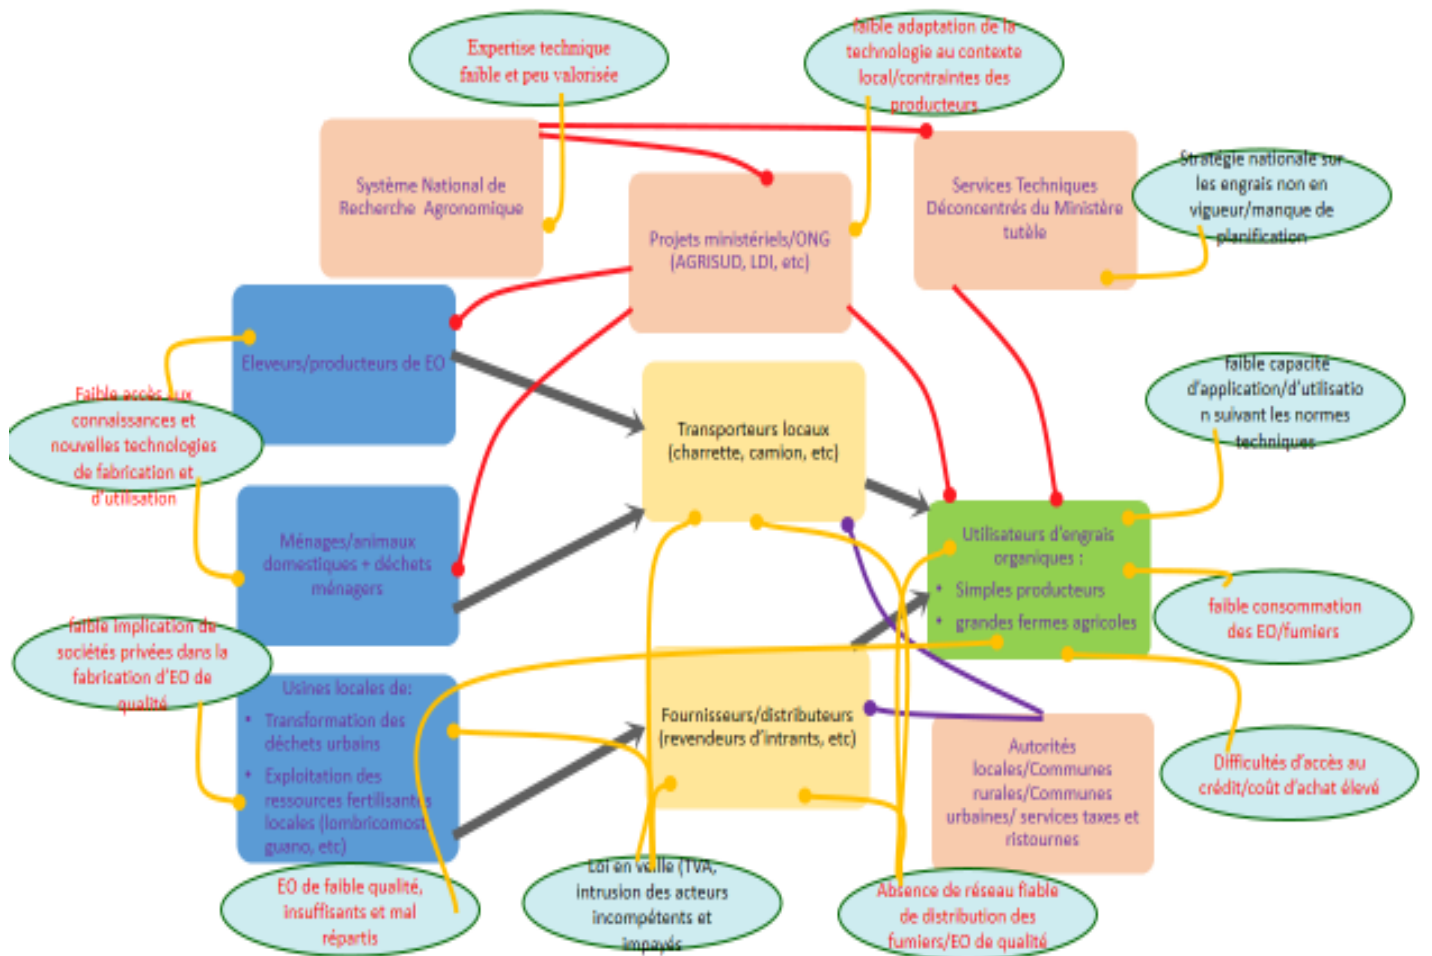 Expertise technique
faible et peu valorisée
faible adaptation de la
technologie au contexte
local/contraintes des
producteurs
Système National de
Recherche Agronomique
Projets ministériels/ONG
(AGRISUD, LDI, etc)
Services Techniques
Déconcentrés du Ministère
tutèle
Stratégie nationale sur
les engrais non en
vigueur/manque de
planification
Eleveurs/producteurs de EO
Faible accès aux
connaissances et
nouvelles technologies
de fabrication et
d'utilisation
Transporteurs locaux
(charrette, camion, etc)
faible capacité
d'application/d'utilisatio
n suivant les normes
techniques
Ménages/animaux
domestiques + déchets
ménagers
Utilisateurs d'engrais
organiques :
• Simples producteurs
• grandes fermes agricoles
faible consommation
des EO/fumiers
faible implication de
sociétés privées dans la
fabrication d'EO de
qualité
Usines locales de:
• Transformation des
déchets urbains
• Exploitation des
ressources fertilisantes
locales (lombricomost,
guano, etc)
Fournisseurs/distributeurs
(revendeurs d'intrants, etc)
Autorités
locales/Communes
rurales/Communes
urbaines/ services taxes et
ristournes
Difficultés d'accès au
crédit/coût d'achat élevé
EO de faible qualité,
insuffisants et mal
répartis
Loi en veille (TVA,
intrusion des acteurs
incompétents et
impayés
Absence de réseau fiable
de distribution des
fumiers/EO de qualité